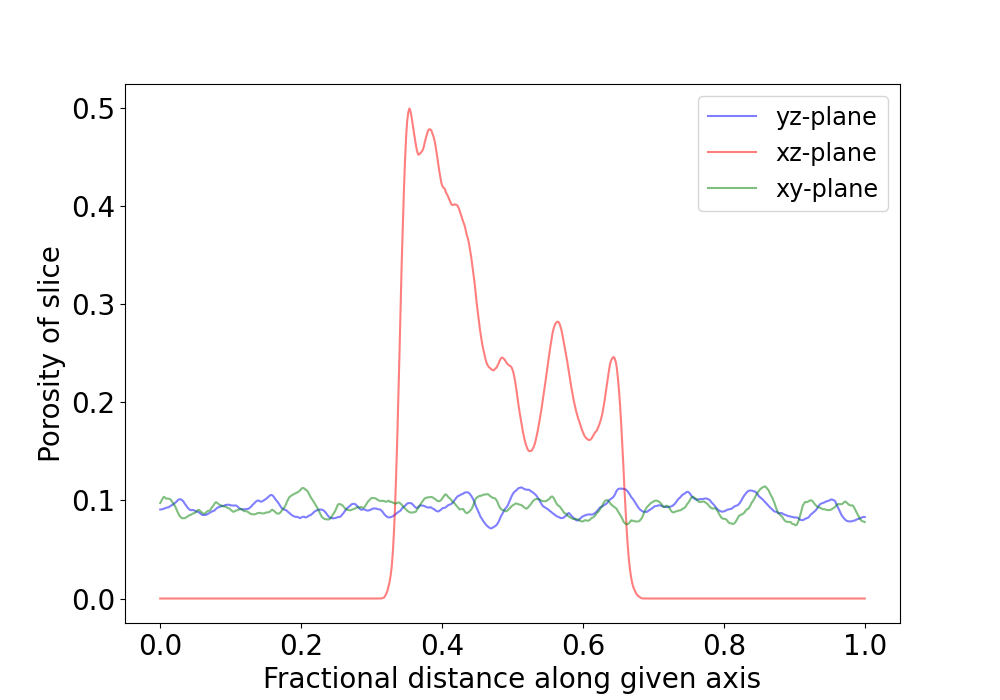 0.5
0.4
0.3
0.2
0.1
0.0
Porosity of slice
yz-plane
xz-plane
xy-plane
0.0 0.2 0.4 0.6 0.8 1.0
Fractional distance along given axis